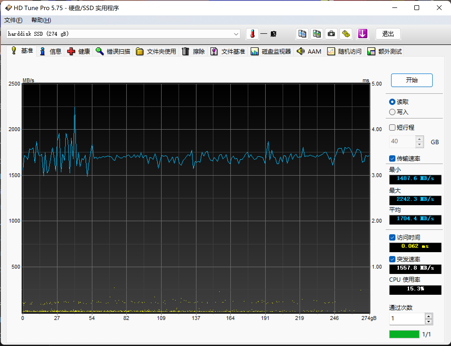 HD Tune Pro 5.75 - 硬盘/SSD 实用程序
文件(F) 帮助(H)
harddisk SSD (274 gB)
退出
基准 信息 健康 错误扫描 文件夹使用 擦除 文件基准 磁盘监视器 AAM 随机访问 额外测试
MB/s ms
2500 5.00
2000 4.00
1500 3.00
1000 2.00
500 1.00
0 27 54 82 109 137 164 191 219 246 274gB
开始
读取
写入
短行程
40 GB
传输速率
最小
1487.6 MB/s
最大
2242.3 MB/s
平均
1704.4 MB/s
访问时间
0.062 ms
突发速率
1557.8 MB/s
CPU 使用率
15.3%
通过次数
1
1/1